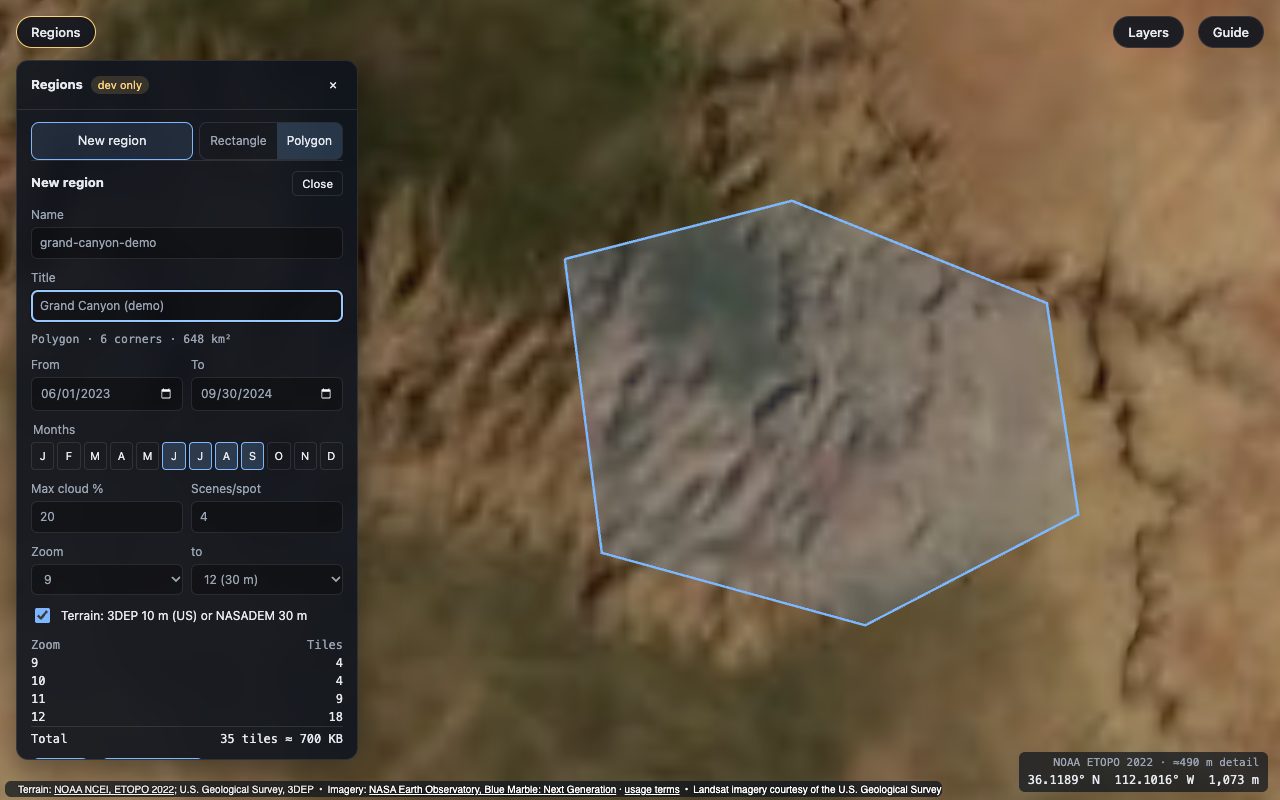 Regions
Layers
Guide
Regions dev only ×
New region Rectangle Polygon
New region Close
Name
grand-canyon-demo
Title
Grand Canyon (demo)
Polygon · 6 corners · 648 km²
From To
06/01/2023 09/30/2024
Months
J F M A M J J A S O N D
Max cloud % Scenes/spot
20 4
Zoom to
9 12 (30 m)
Terrain: 3DEP 10 m (US) or NASADEM 30 m
Zoom Tiles
9 4
10 4
11 9
12 18
Total 35 tiles ≈ 700 KB
NOAA ETOPO 2022 · ≈490 m detail
36.1189° N 112.1016° W 1,073 m
Terrain: NOAA NCEI, ETOPO 2022; U.S. Geological Survey, 3DEP • Imagery: NASA Earth Observatory, Blue Marble: Next Generation · usage terms • Landsat imagery courtesy of the U.S. Geological Survey